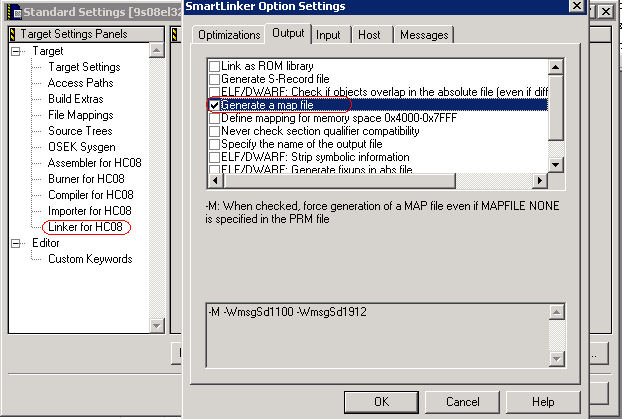 Standard Settings [9s08el32
Target Settings Panels
Target
Target Settings
Access Paths
Build Extras
File Mappings
Source Trees
OSEK Sysgen
Assembler for HC08
Burner for HC08
Compiler for HC08
Importer for HC08
Linker for HC08
Editor
Custom Keywords
SmartLinker Option Settings
Optimizations Output Input Host Messages
Link as ROM library
Generate S-Record file
ELF/DWARF: Check if objects overlap in the absolute file (even if diff
Generate a map file
Define mapping for memory space 0x4000-0x7FFF
Never check section qualifier compatibility
Specify the name of the output file
ELF/DWARF: Strip symbolic information
ELF/DWARF: Generate fixups in abs file
-M: When checked, force generation of a MAP file even if MAPFILE NONE
is specified in the PRM file
-M -WmsgSd1100 -WmsgSd1912
OK Cancel Help